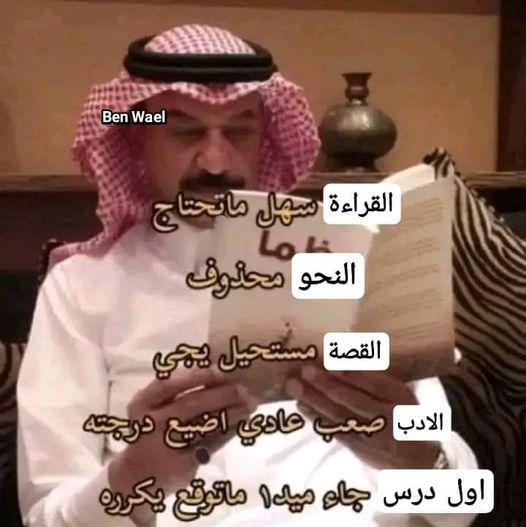 Ben Wael
القراءة سهل ماتحتاج
ظما
النحو محذوف
القصة مستحيل يجي
الادب صعب عادي اضيع درجته
اول درس جاء ميد١ ماتوقع يكرره